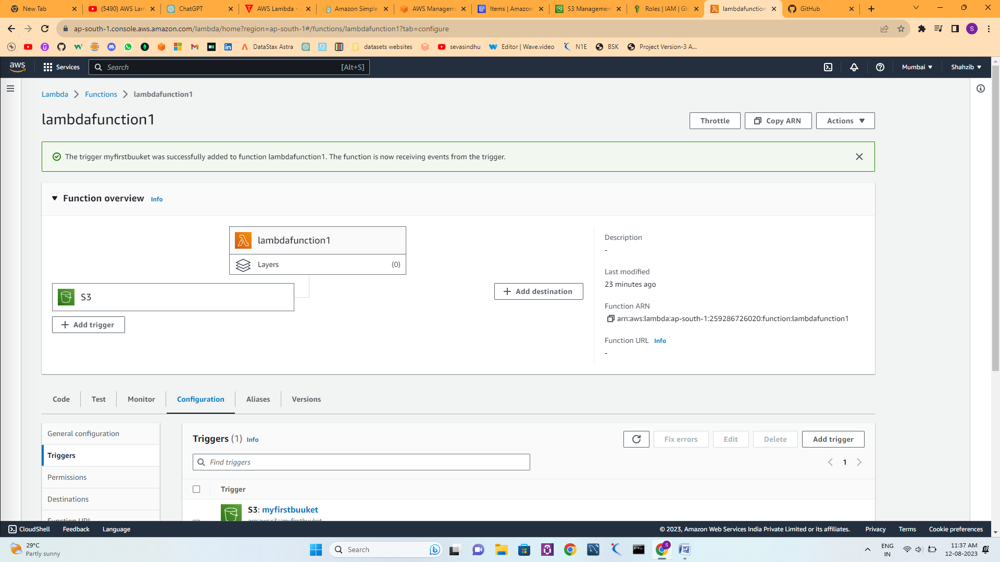 New Tab
(5490) AWS Lam
ChatGPT
AWS Lambda -
Amazon Simple
AWS Manageme
Items | Amazon
S3 Management
Roles | IAM | Glo
lambdafunction
GitHub
ap-south-1.console.aws.amazon.com/lambda/home?region=ap-south-1#/functions/lambdafunction1?tab=configure
S
DataStax Astra
datasets websites
sevasindhu
Editor | Wave.video
N1E
BSK
Project Version-3 A...
aws
Services
Search
[Alt+S]
Mumbai
Shahzib
Lambda
Functions
lambdafunction1
lambdafunction1
Throttle
Copy ARN
Actions
The trigger myfirstbuuket was successfully added to function lambdafunction1. The function is now receiving events from the trigger.
Function overview Info
lambdafunction1
Layers (0)
S3
Add trigger
Add destination
Description
-
Last modified
23 minutes ago
Function ARN
arn:aws:lambda:ap-south-1:259286726020:function:lambdafunction1
Function URL Info
-
Code
Test
Monitor
Configuration
Aliases
Versions
General configuration
Triggers
Permissions
Destinations
Function URL
Triggers (1) Info
Fix errors
Edit
Delete
Add trigger
Find triggers
1
Trigger
S3: myfirstbuuket
arn:aws:s3:::myfirstbuuket
CloudShell
Feedback
Language
© 2023, Amazon Web Services India Private Limited or its affiliates.
Privacy
Terms
Cookie preferences
29°C
Partly sunny
Search
ENG
IN
11:37 AM
12-08-2023